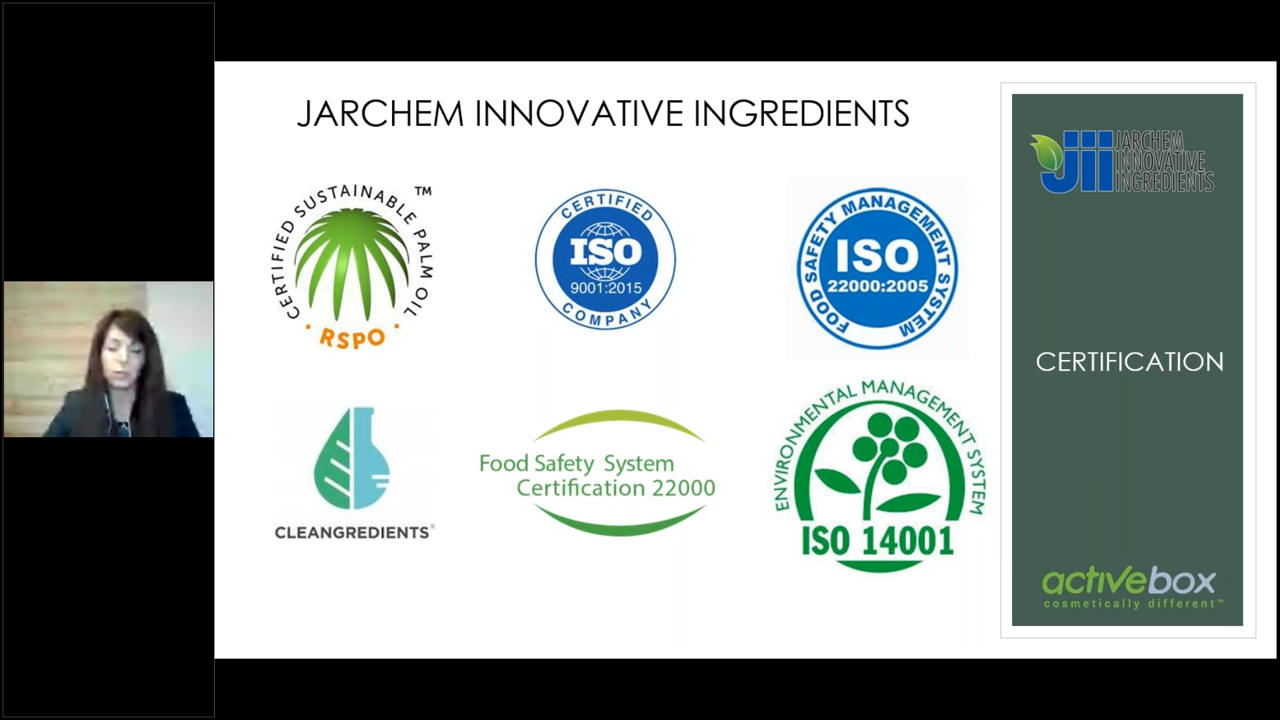 JARCHEM INNOVATIVE INGREDIENTS
CERTIFIED SUSTAINABLE PALM OIL
TM
RSPO
CERTIFIED
ISO
9001:2015
COMPANY
FOOD SAFETY MANAGEMENT SYSTEM
ISO
22000:2005
CLEANGREDIENTS®
Food Safety System
Certification 22000
ENVIRONMENTAL MANAGEMENT SYSTEM
ISO 14001
jii
JARCHEM
INNOVATIVE
INGREDIENTS
CERTIFICATION
activebox
cosmetically different™